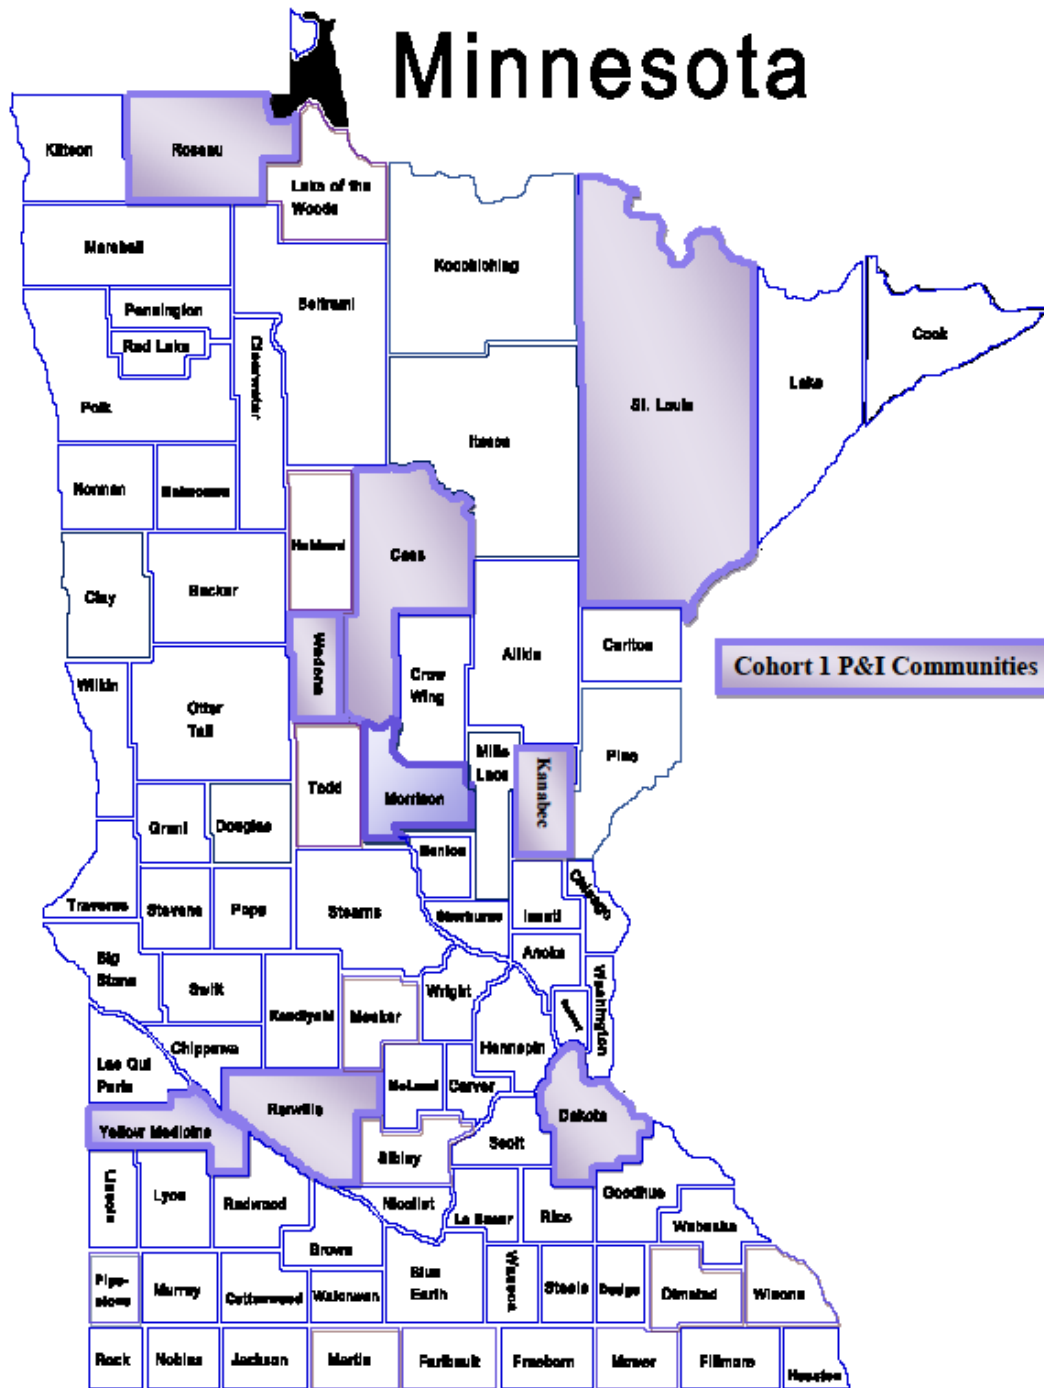 Minnesota
Kittson
Roseau
Lake of the
Woods
Marshall
Koochiching
Pennington
Beltrami
Red Lake
Clearwater
Cook
Lake
Polk
St. Louis
Itasca
Norman
Mahnomen
Hubbard
Cass
Clay
Becker
Wadena
Aitkin
Carlton
Cohort 1 P&I Communities
Wilkin
Crow
Wing
Otter
Tail
Mille
Lacs
Kanabec
Pine
Todd
Morrison
Grant
Douglas
Benton
Chisago
Traverse
Stevens
Pope
Stearns
Sherburne
Isanti
Anoka
Big
Stone
Swift
Kandiyohi
Meeker
Wright
Washington
Hennepin
Chippewa
Lac Qui
Parle
McLeod
Carver
Renville
Dakota
Yellow Medicine
Scott
Sibley
Lincoln
Lyon
Redwood
Nicollet
Le Sueur
Rice
Goodhue
Wabasha
Brown
Pipe-
stone
Murray
Cottonwood
Watonwan
Blue
Earth
Waseca
Steele
Dodge
Olmsted
Winona
Rock
Nobles
Jackson
Martin
Faribault
Freeborn
Mower
Fillmore
Houston